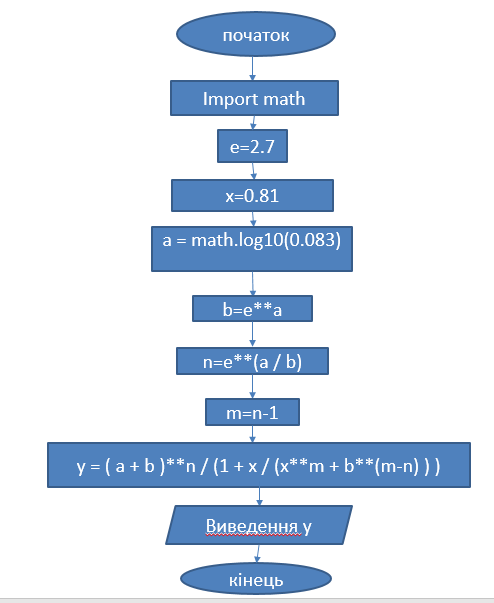 початок
Import math
e=2.7
x=0.81
a = math.log10(0.083)
b=e**a
n=e**(a / b)
m=n-1
y = ( a + b )**n / (1 + x / (x**m + b**(m-n) ) )
Виведення y
кінець